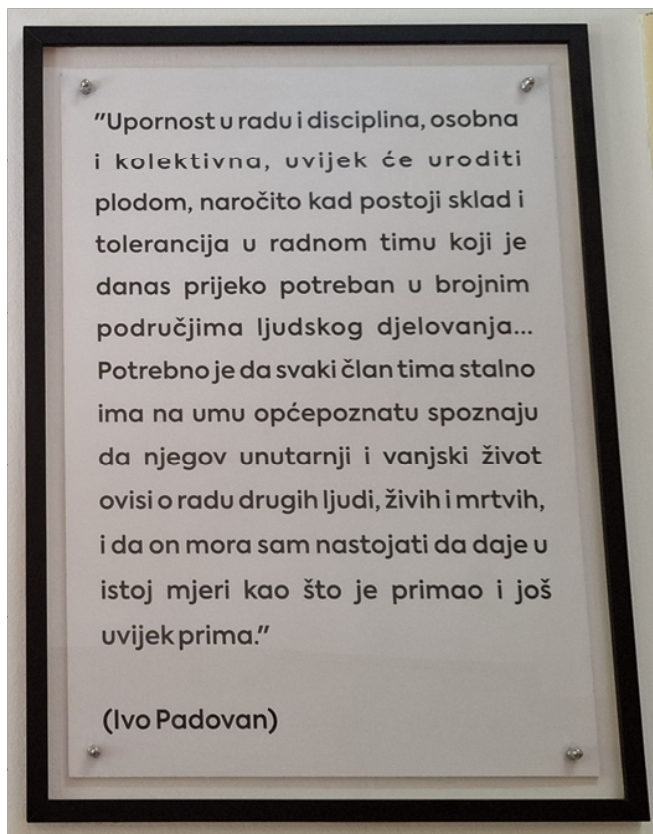 "Upornost u radu i disciplina, osobna
i kolektivna, uvijek će uroditi
plodom, naročito kad postoji sklad i
tolerancija u radnom timu koji je
danas prijeko potreban u brojnim
područjima ljudskog djelovanja...
Potrebno je da svaki član tima stalno
ima na umu općepoznatu spoznaju
da njegov unutarnji i vanjski život
ovisi o radu drugih ljudi, živih i mrtvih,
i da on mora sam nastojati da daje u
istoj mjeri kao što je primao i još
uvijek prima."
(Ivo Padovan)